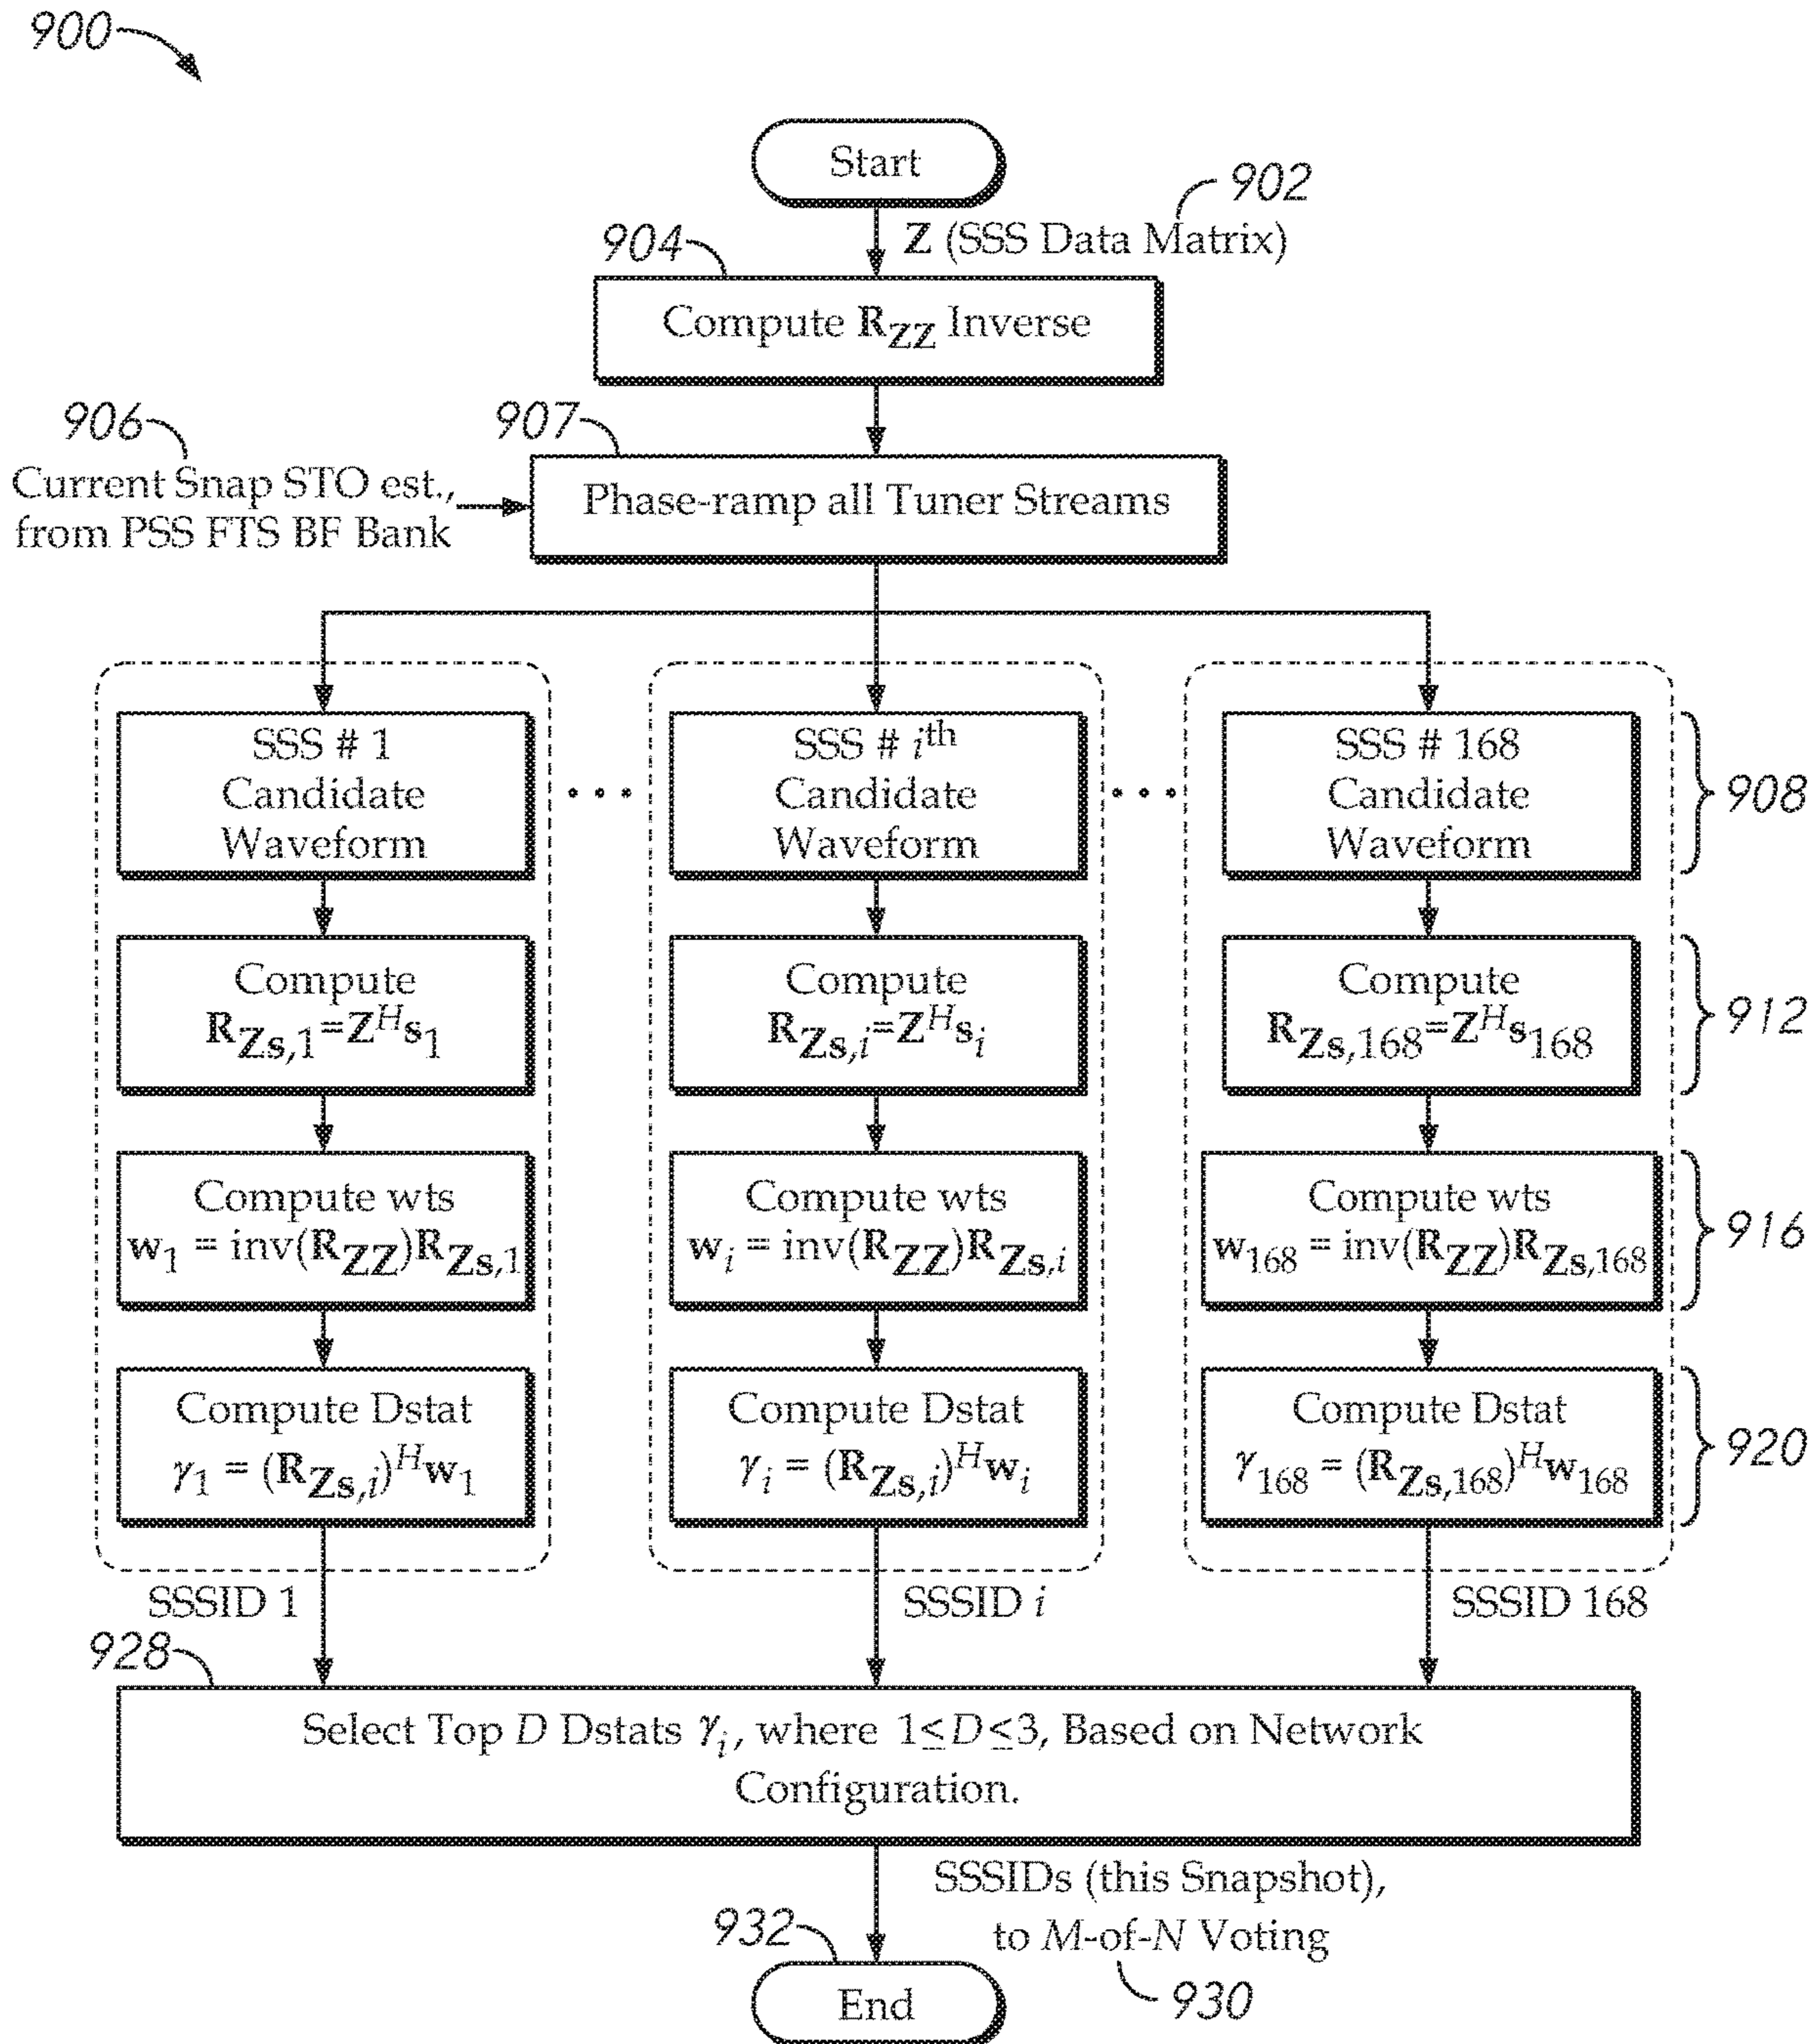 900
Start
902
Z (SSS Data Matrix)
904
Compute R_ZZ Inverse
906
Current Snap STO est.,
from PSS FTS BF Bank
907
Phase-ramp all Tuner Streams
SSS # 1
Candidate
Waveform
• • •
SSS # i^th
Candidate
Waveform
• • •
SSS # 168
Candidate
Waveform
908
Compute
R_Zs,1=Z^H s_1
Compute
R_Zs,i=Z^H s_i
Compute
R_Zs,168=Z^H s_168
912
Compute wts
w_1 = inv(R_ZZ)R_Zs,1
Compute wts
w_i = inv(R_ZZ)R_Zs,i
Compute wts
w_168 = inv(R_ZZ)R_Zs,168
916
Compute Dstat
γ_1 = (R_Zs,i)^H w_1
Compute Dstat
γ_i = (R_Zs,i)^H w_i
Compute Dstat
γ_168 = (R_Zs,168)^H w_168
920
SSSID 1
SSSID i
SSSID 168
928
Select Top D Dstats γ_i, where 1≤D≤3, Based on Network
Configuration.
SSSIDs (this Snapshot),
to M-of-N Voting
930
932
End